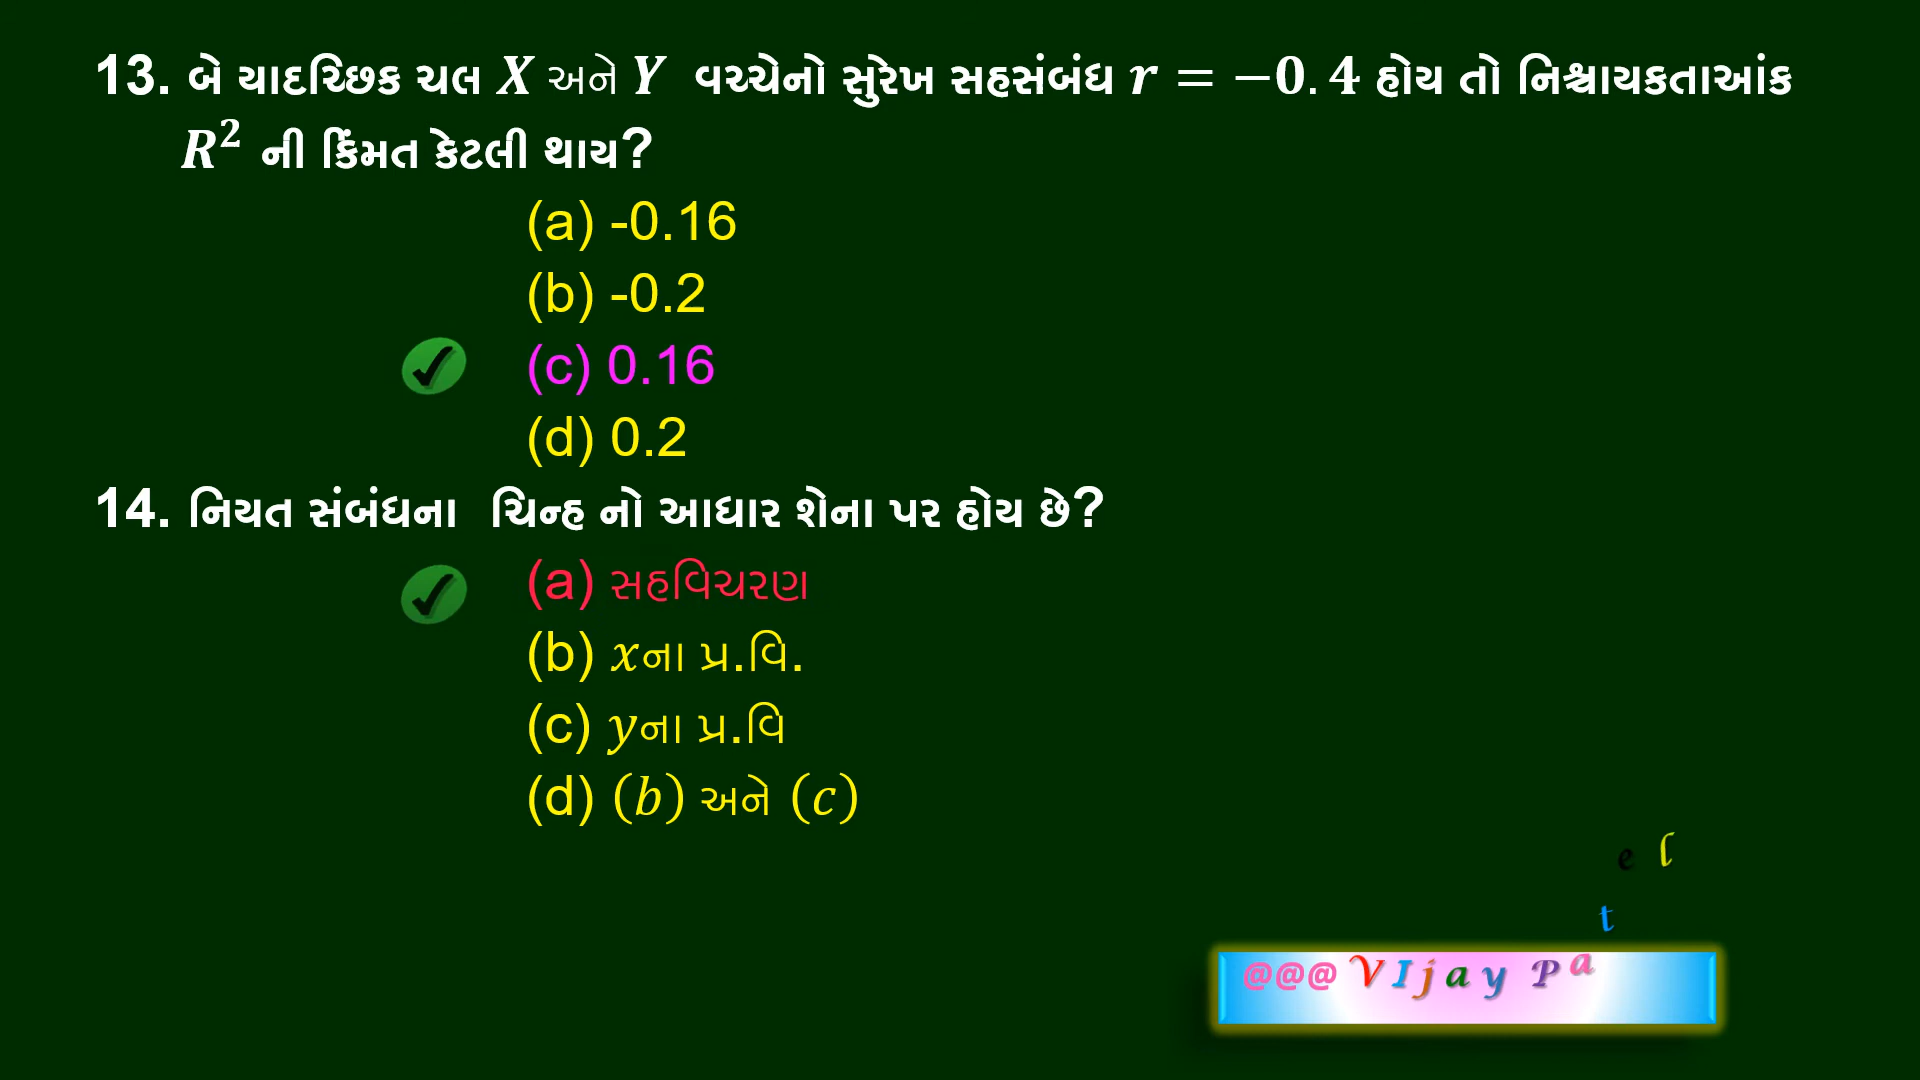 13. બે યાદચ્છિક ચલ X અને Y વચ્ચેનો સુરેખ સહસંબંધ r = −0.4 હોય તો નિશ્ચાયકતાઆંક
R² ની કિંમત કેટલી થાય?
(a) -0.16
(b) -0.2
(c) 0.16
(d) 0.2
14. નિયત સંબંધના ચિન્હ નો આધાર શેના પર હોય છે?
(a) સહવિચરણ
(b) xના પ્ર.વિ.
(c) yના પ્ર.વિ
(d) (b) અને (c)
@@@ VIjay Patel